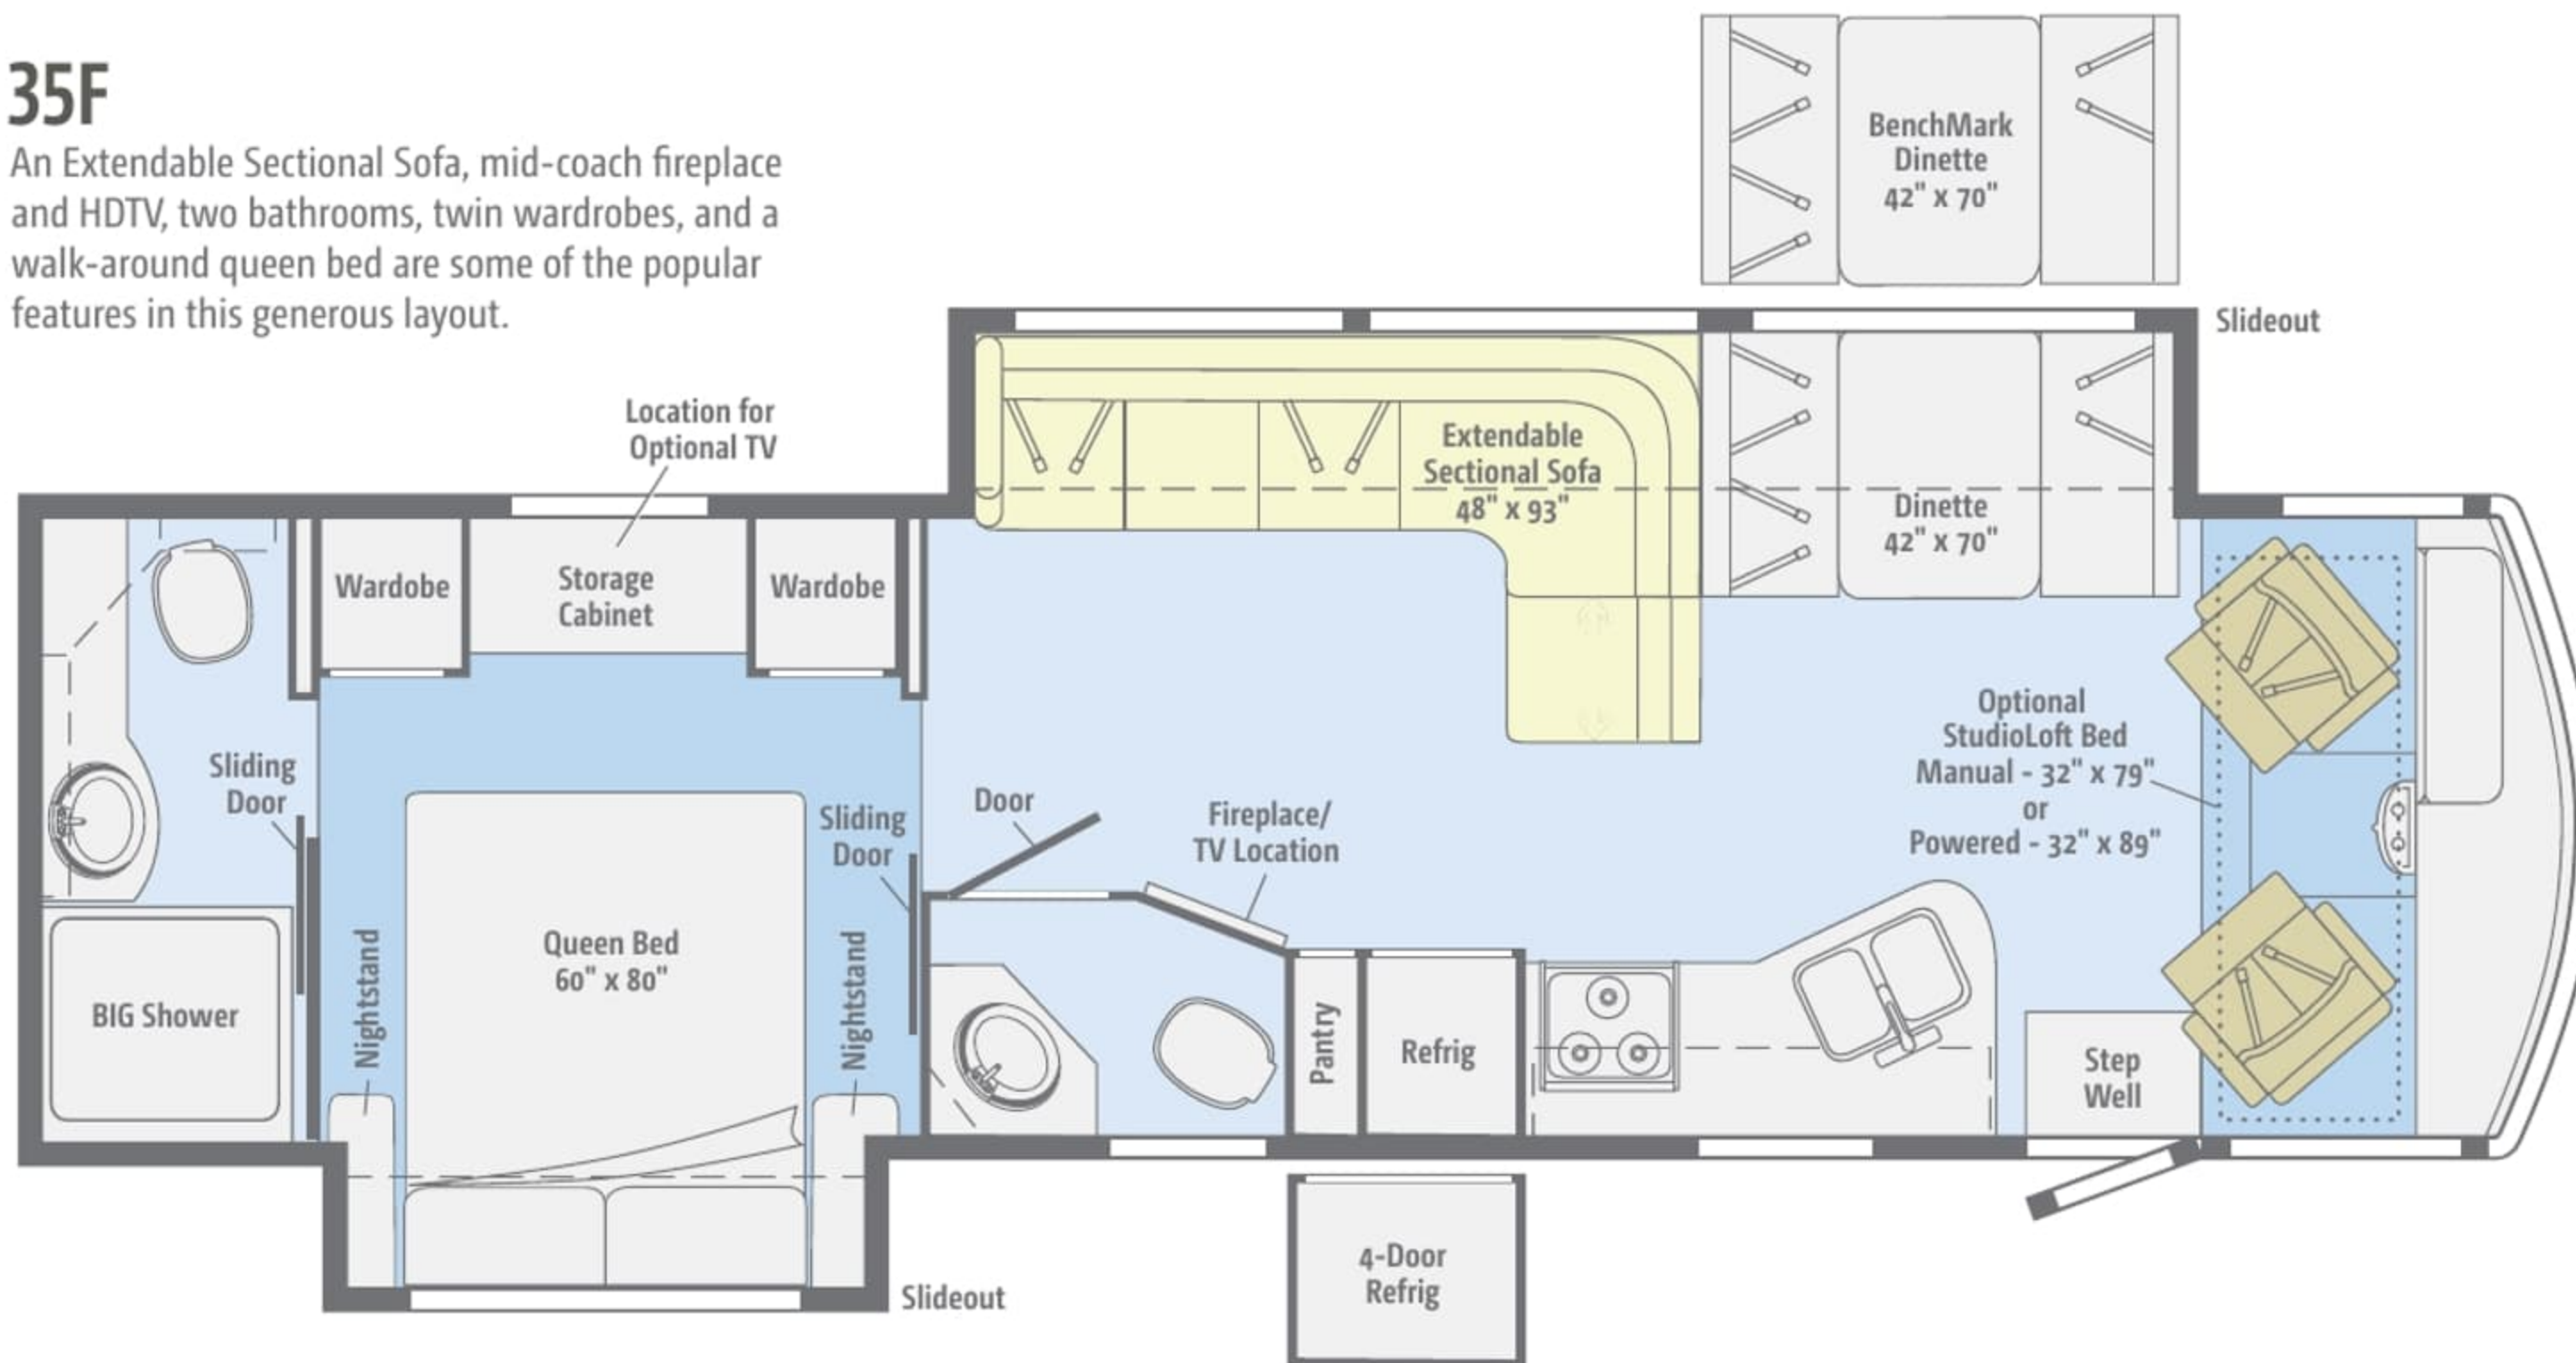 35F
An Extendable Sectional Sofa, mid-coach fireplace
and HDTV, two bathrooms, twin wardrobes, and a
walk-around queen bed are some of the popular
features in this generous layout.
BenchMark
Dinette
42" x 70"
Slideout
Location for
Optional TV
Extendable
Sectional Sofa
48" x 93"
Dinette
42" x 70"
Wardobe
Storage
Cabinet
Wardobe
Sliding
Door
Sliding
Door
Door
Fireplace/
TV Location
Optional
StudioLoft Bed
Manual - 32" x 79"
or
Powered - 32" x 89"
BIG Shower
Nightstand
Queen Bed
60" x 80"
Nightstand
Pantry
Refrig
Step
Well
4-Door
Refrig
Slideout